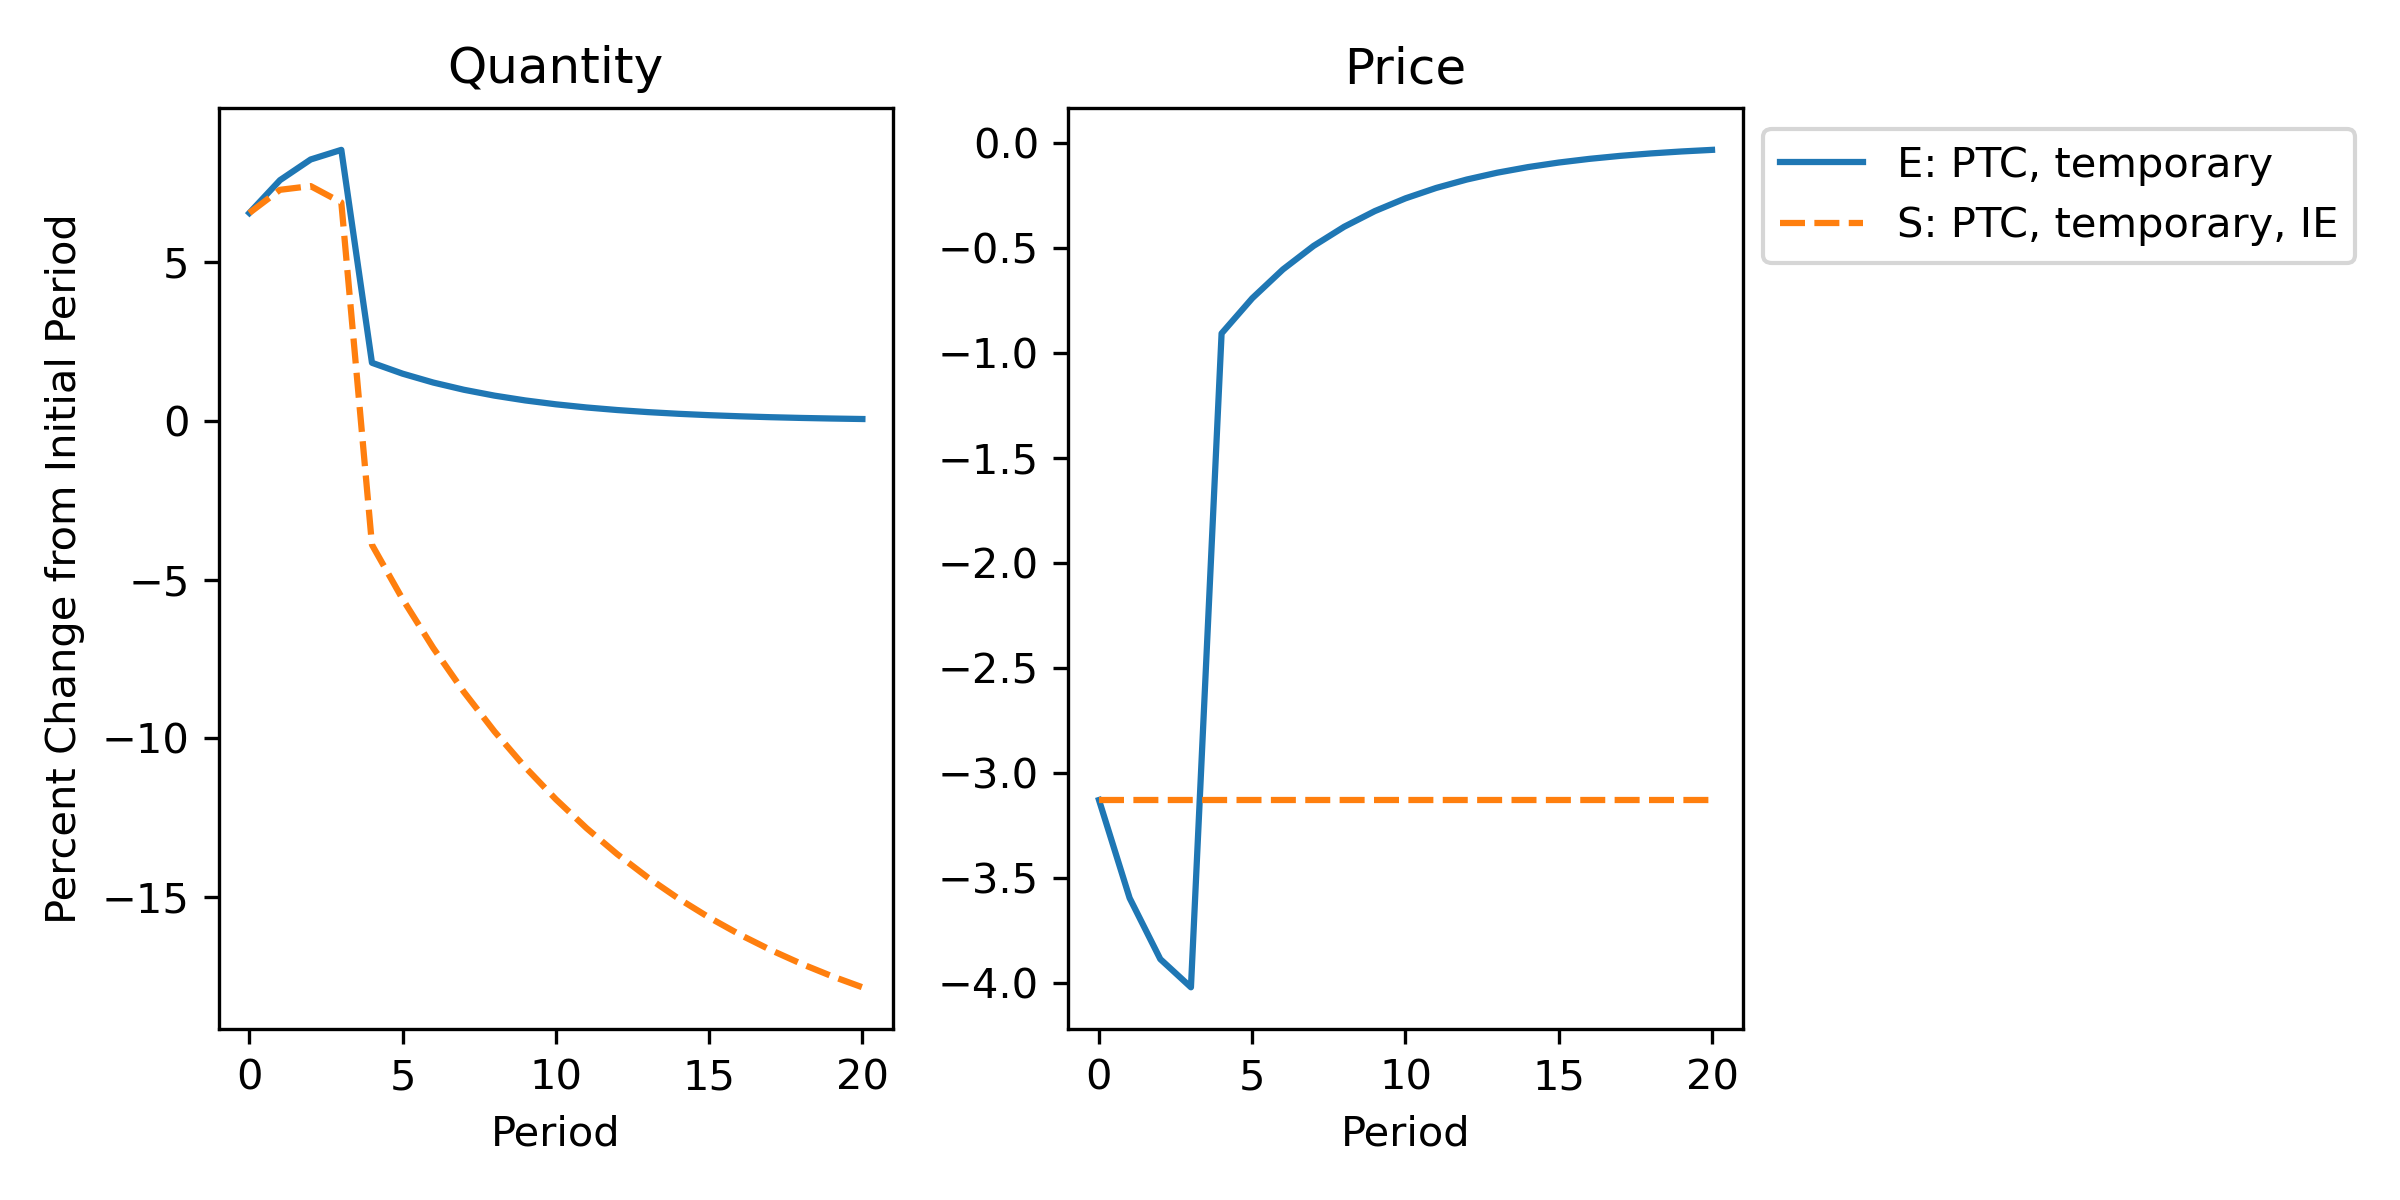 Quantity
Price
Percent Change from Initial Period
5
0
−5
−10
−15
0 5 10 15 20
Period
0.0
−0.5
−1.0
−1.5
−2.0
−2.5
−3.0
−3.5
−4.0
0 5 10 15 20
Period
E: PTC, temporary
S: PTC, temporary, IE